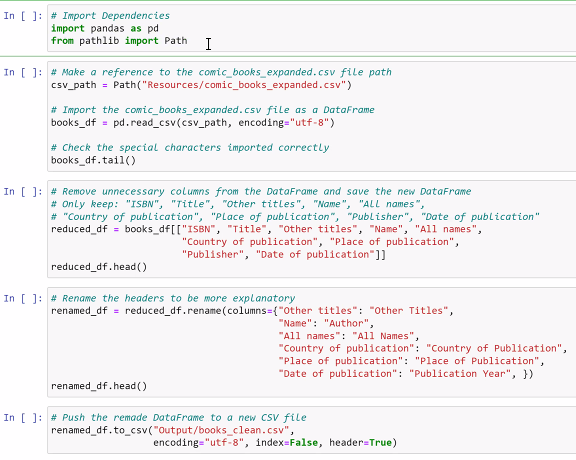 In [ ]: # Import Dependencies
import pandas as pd
from pathlib import Path
In [ ]: # Make a reference to the comic_books_expanded.csv file path
csv_path = Path("Resources/comic_books_expanded.csv")
# Import the comic_books_expanded.csv file as a DataFrame
books_df = pd.read_csv(csv_path, encoding="utf-8")
# Check the special characters imported correctly
books_df.tail()
In [ ]: # Remove unnecessary columns from the DataFrame and save the new DataFrame
# Only keep: "ISBN", "Title", "Other titles", "Name", "All names",
# "Country of publication", "Place of publication", "Publisher", "Date of publication"
reduced_df = books_df[["ISBN", "Title", "Other titles", "Name", "All names",
"Country of publication", "Place of publication",
"Publisher", "Date of publication"]]
reduced_df.head()
In [ ]: # Rename the headers to be more explanatory
renamed_df = reduced_df.rename(columns={"Other titles": "Other Titles",
"Name": "Author",
"All names": "All Names",
"Country of publication": "Country of Publication",
"Place of publication": "Place of Publication",
"Date of publication": "Publication Year", })
renamed_df.head()
In [ ]: # Push the remade DataFrame to a new CSV file
renamed_df.to_csv("Output/books_clean.csv",
encoding="utf-8", index=False, header=True)